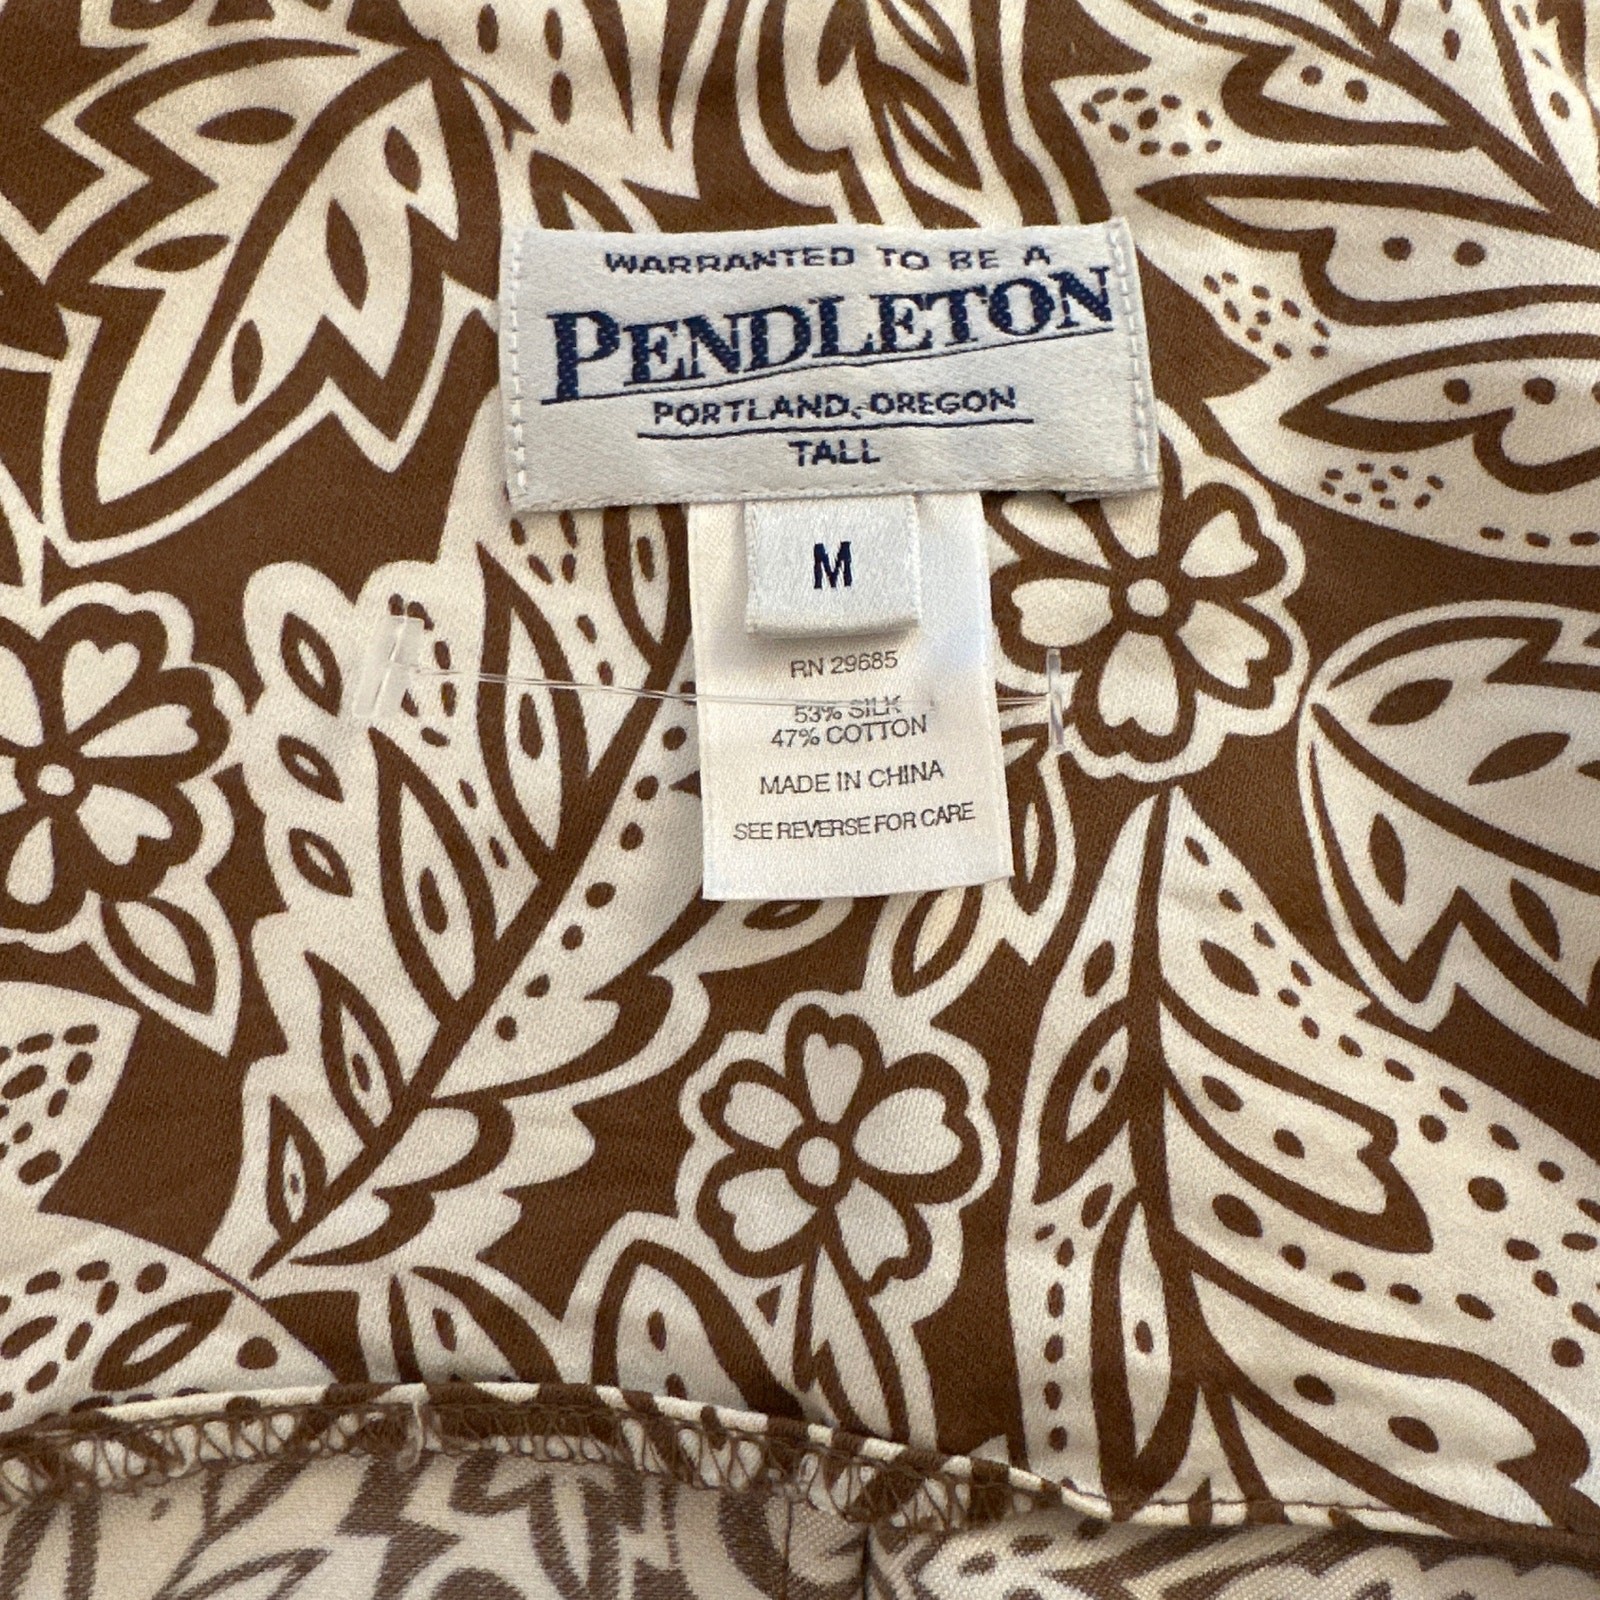 WARRANTED TO BE A
PENDLETON
PORTLAND, OREGON
TALL
M
RN 29685
53% SILK
47% COTTON
MADE IN CHINA
SEE REVERSE FOR CARE